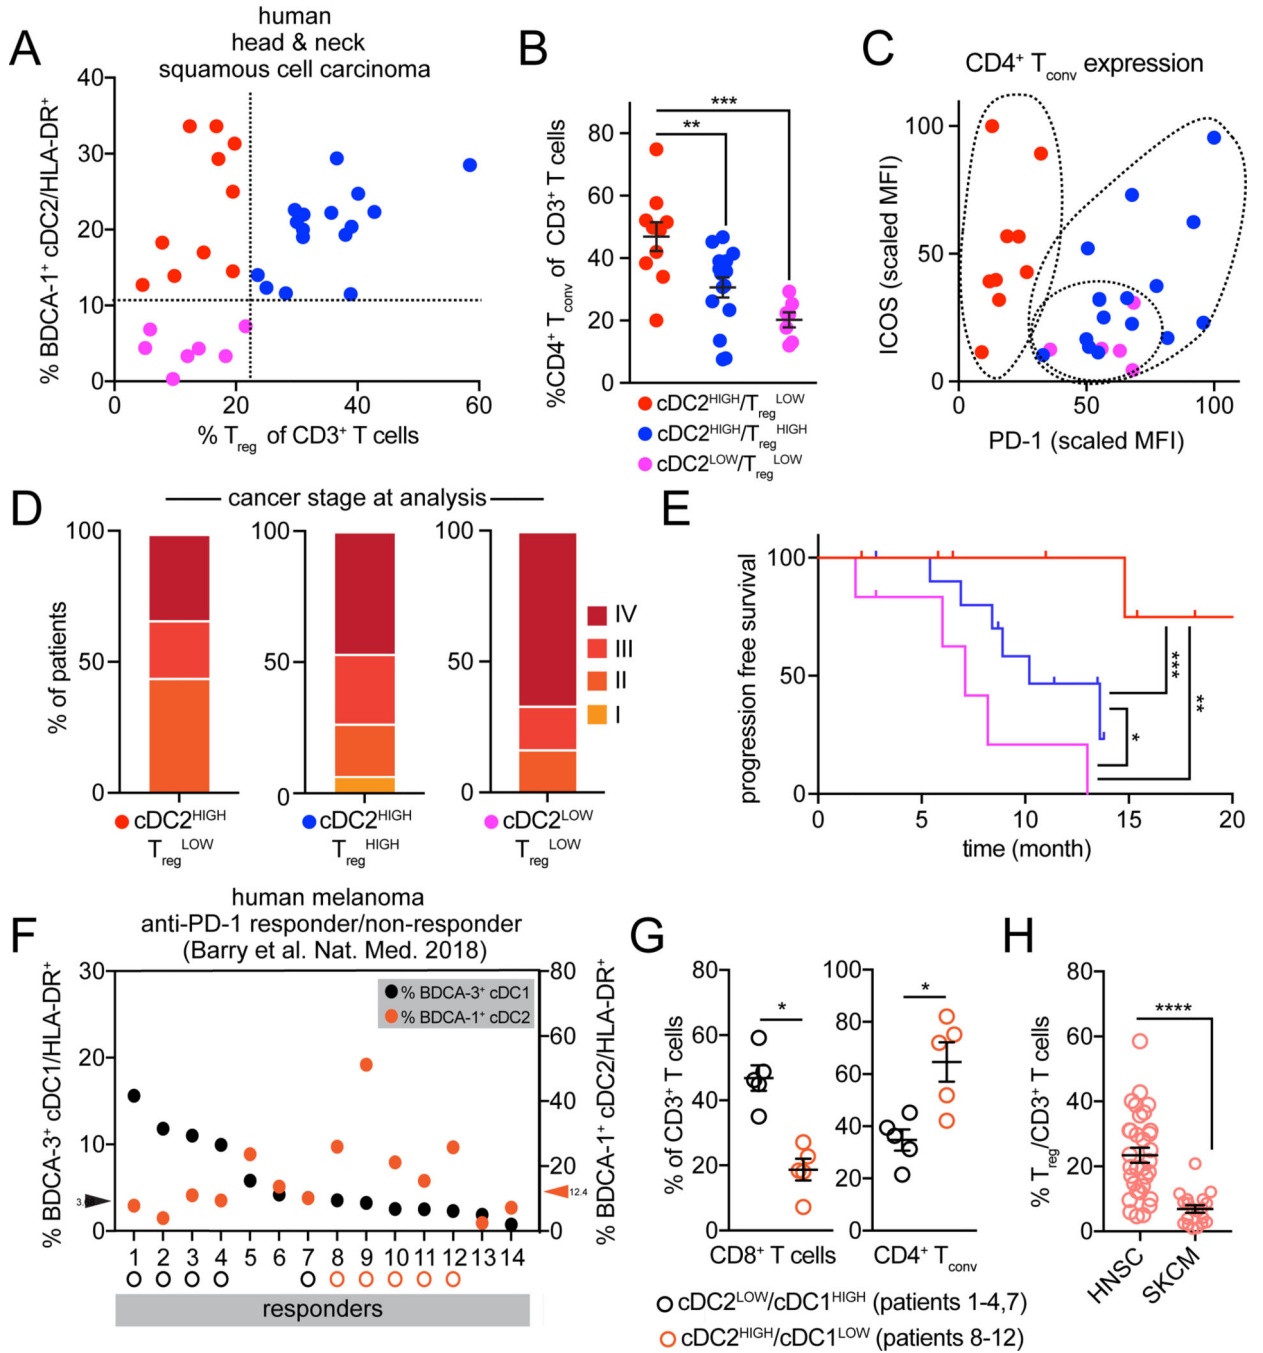 A
human
head & neck
squamous cell carcinoma
% BDCA-1⁺ cDC2/HLA-DR⁺
40
30
20
10
0
0 20 40 60
% Treg of CD3⁺ T cells
B
%CD4⁺ Tconv of CD3⁺ T cells
80
60
40
20
0
***
**
cDC2HIGH/TregLOW
cDC2HIGH/TregHIGH
cDC2LOW/TregLOW
C
CD4⁺ Tconv expression
ICOS (scaled MFI)
100
50
0
0 50 100
PD-1 (scaled MFI)
D
cancer stage at analysis
% of patients
100
50
0
100
50
0
100
50
0
IV
III
II
I
cDC2HIGH
TregLOW
cDC2HIGH
TregHIGH
cDC2LOW
TregLOW
E
progression free survival
100
50
0
0 5 10 15 20
time (month)
***
**
*
F
human melanoma
anti-PD-1 responder/non-responder
(Barry et al. Nat. Med. 2018)
% BDCA-3⁺ cDC1/HLA-DR⁺
30
20
10
0
% BDCA-3⁺ cDC1
% BDCA-1⁺ cDC2
80
60
40
20
0
12.4
% BDCA-1⁺ cDC2/HLA-DR⁺
1 2 3 4 5 6 7 8 9 10 11 12 13 14
responders
G
% of CD3⁺ T cells
80
60
40
20
0
*
CD8⁺ T cells
100
80
60
40
20
0
*
CD4⁺ Tconv
cDC2LOW/cDC1HIGH (patients 1-4,7)
cDC2HIGH/cDC1LOW (patients 8-12)
H
% Treg/CD3⁺ T cells
80
60
40
20
0
****
HNSC
SKCM